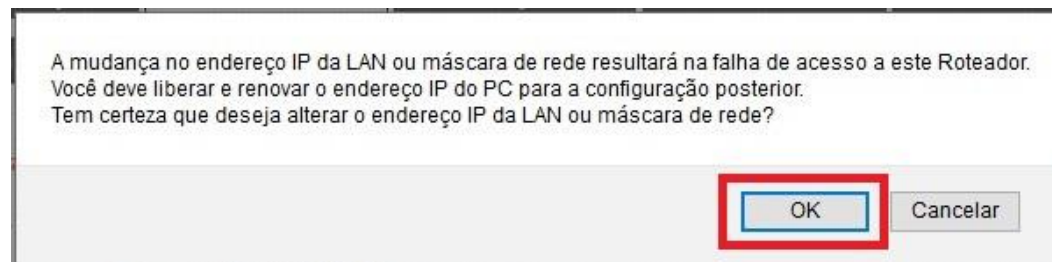 A mudança no endereço IP da LAN ou máscara de rede resultará na falha de acesso a este Roteador.
Você deve liberar e renovar o endereço IP do PC para a configuração posterior.
Tem certeza que deseja alterar o endereço IP da LAN ou máscara de rede?
OK Cancelar